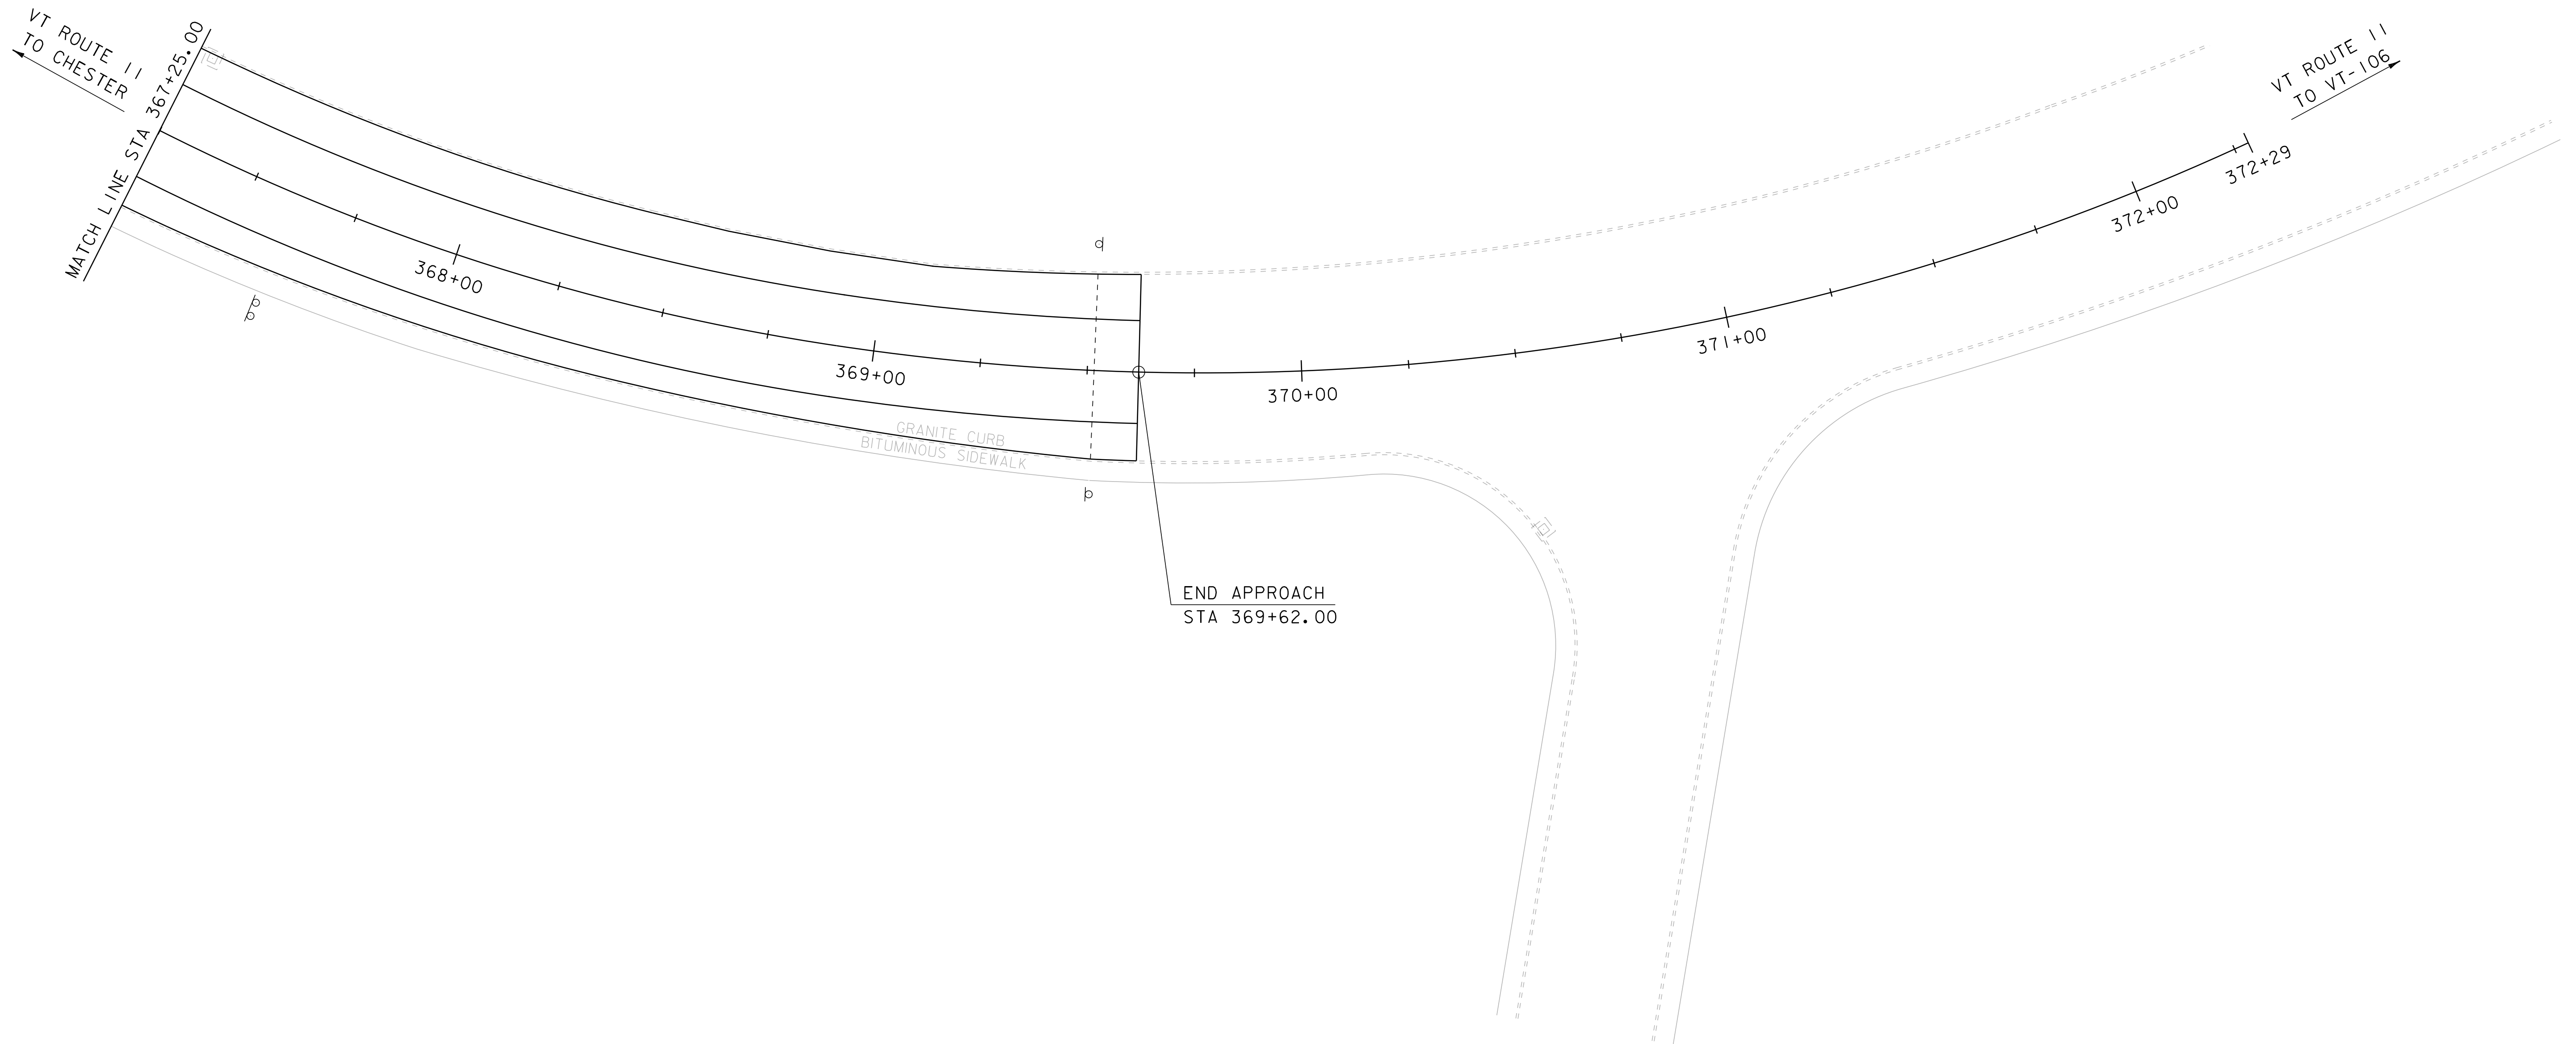 VT ROUTE 11
TO CHESTER
MATCH LINE STA 367+25.00
VT ROUTE 11
TO VT-106
372+29
372+00
371+00
370+00
369+00
368+00
GRANITE CURB
BITUMINOUS SIDEWALK
END APPROACH
STA 369+62.00